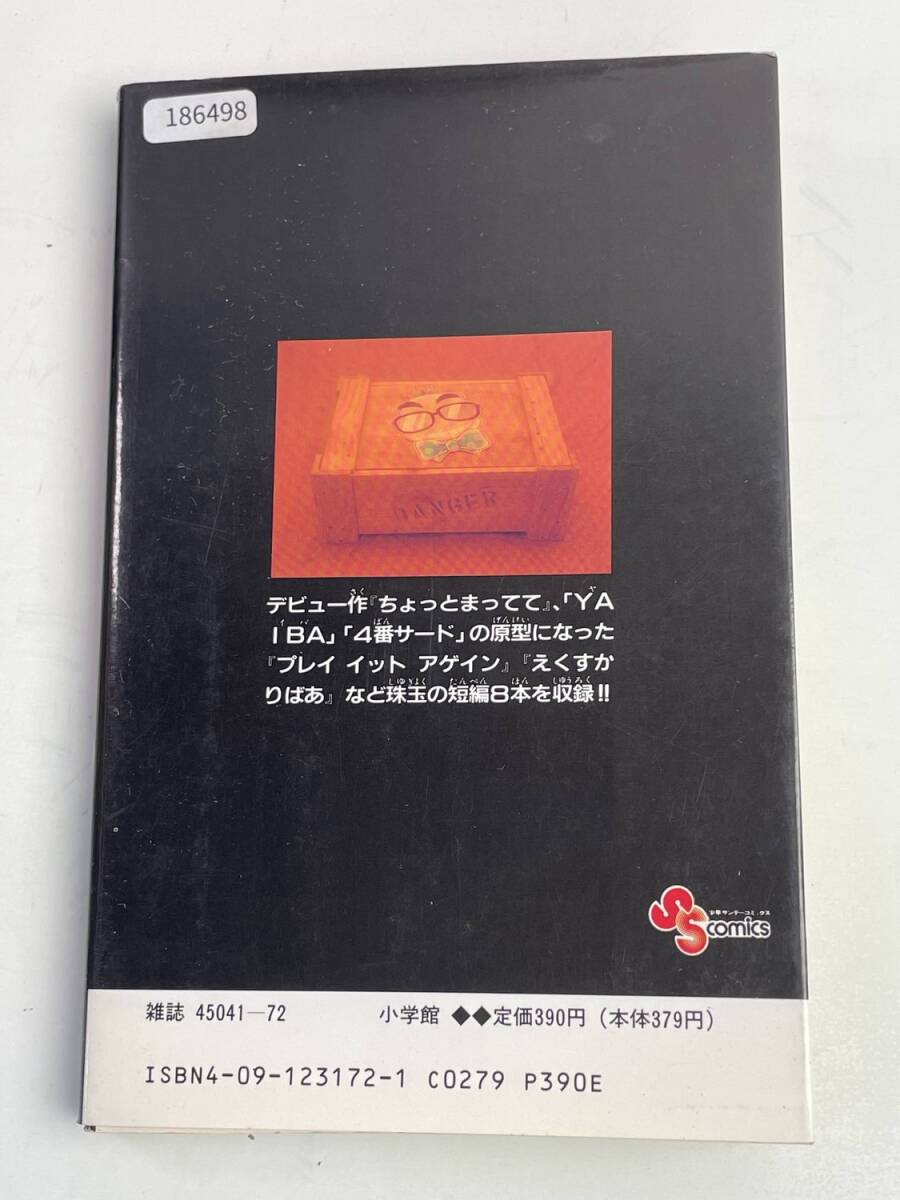 186498
DANGER
デビュー作『ちょっとまってて』、「YA
IBA」「4番サード」の原型になった
『プレイ イット アゲイン』『えくすか
りばあ』など珠玉の短編8本を収録!!
少年サンデーコミックス
SS comics
雑誌 45041-72 小学館 ◆◆定価390円 (本体379円)
ISBN4-09-123172-1 C0279 P390E